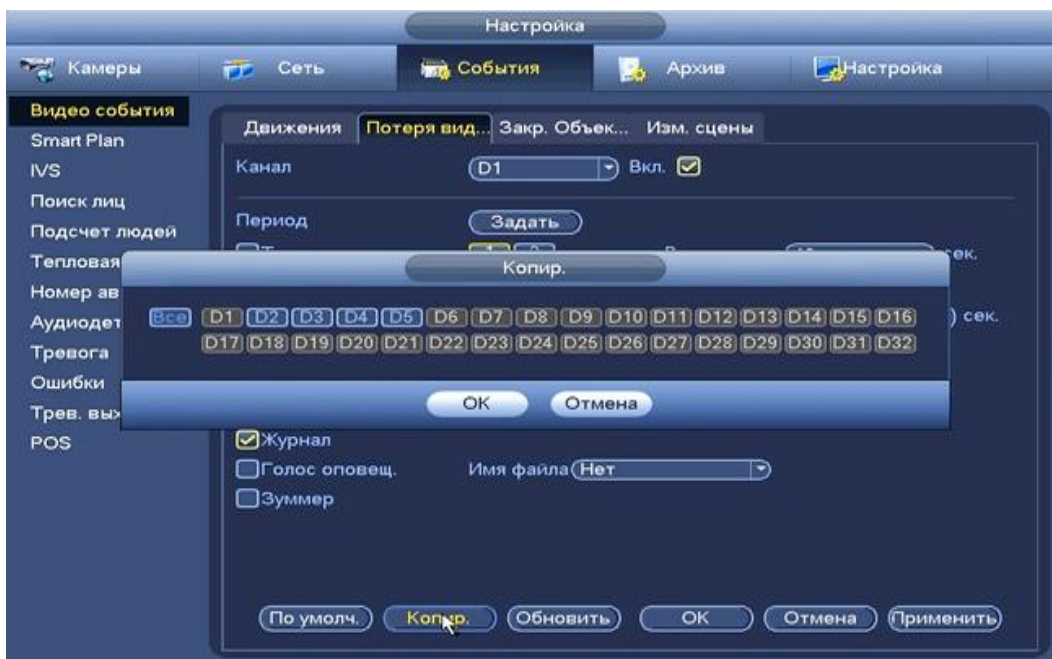 Настройка
Камеры Сеть События Архив Настройка
Видео события
Smart Plan
IVS
Поиск лиц
Подсчет людей
Тепловая
Номер ав
Аудиодет
Тревога
Ошибки
Трев. вых
POS
Движения Потеря вид... Закр. Объек... Изм. сцены
Канал D1 Вкл.
Период Задать
сек.
Копир.
Все D1 D2 D3 D4 D5 D6 D7 D8 D9 D10 D11 D12 D13 D14 D15 D16
D17 D18 D19 D20 D21 D22 D23 D24 D25 D26 D27 D28 D29 D30 D31 D32
сек.
OK Отмена
Журнал
Голос оповещ. Имя файла Нет
Зуммер
По умолч. Копир. Обновить OK Отмена Применить